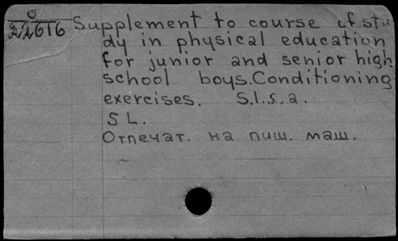 O
22616 Supplement to course of stu
dy in physical education
for junior and senior high
school boys. Conditioning
exercises. S.l.s.a.
SL.
Отпечат. на пиш. маш.